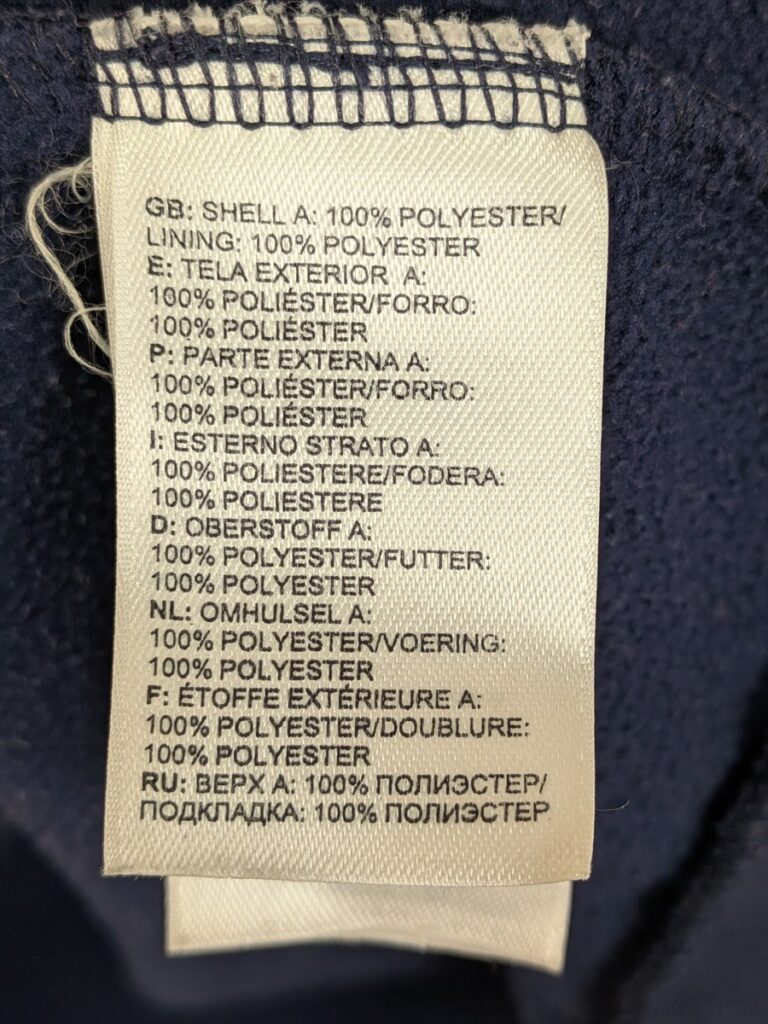 GB: SHELL A: 100% POLYESTER/
LINING: 100% POLYESTER
E: TELA EXTERIOR A:
100% POLIÉSTER/FORRO:
100% POLIÉSTER
P: PARTE EXTERNA A:
100% POLIÉSTER/FORRO:
100% POLIÉSTER
I: ESTERNO STRATO A:
100% POLIESTERE/FODERA:
100% POLIESTERE
D: OBERSTOFF A:
100% POLYESTER/FUTTER:
100% POLYESTER
NL: OMHULSEL A:
100% POLYESTER/VOERING:
100% POLYESTER
F: ÉTOFFE EXTÉRIEURE A:
100% POLYESTER/DOUBLURE:
100% POLYESTER
RU: ВЕРХ А: 100% ПОЛИЭСТЕР/
ПОДКЛАДКА: 100% ПОЛИЭСТЕР